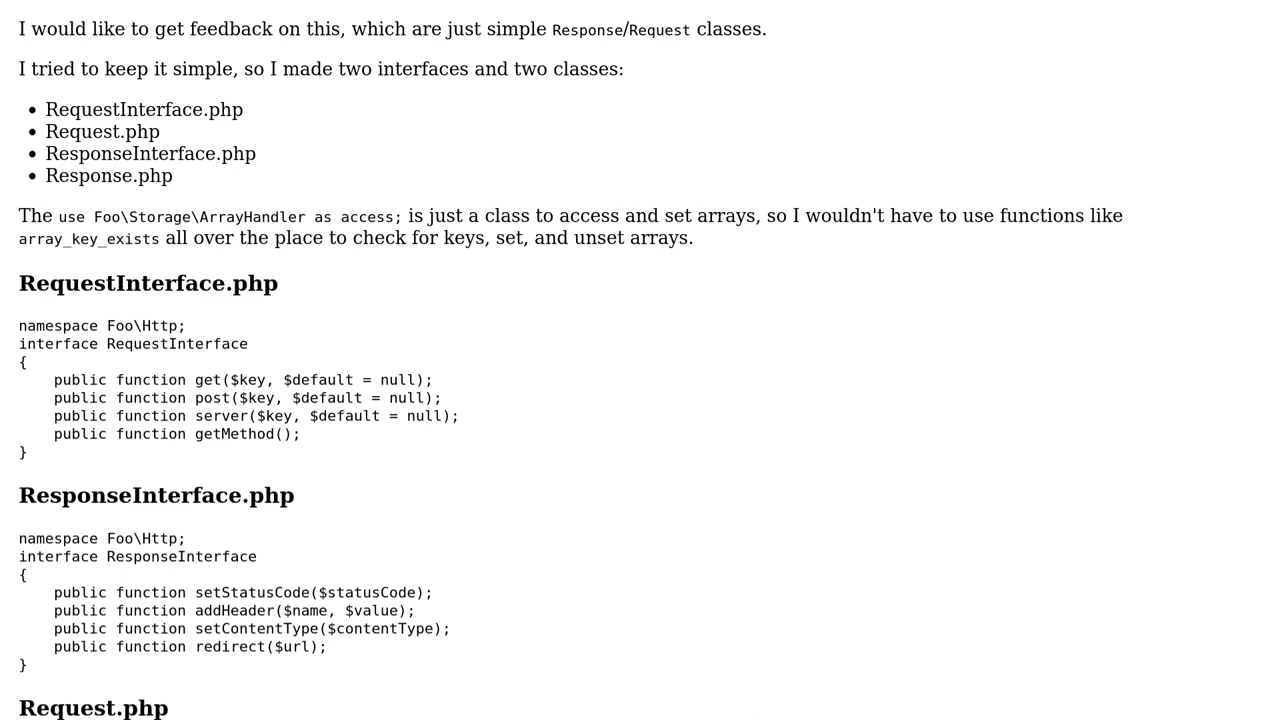 I would like to get feedback on this, which are just simple Response/Request classes.
I tried to keep it simple, so I made two interfaces and two classes:
• RequestInterface.php
• Request.php
• ResponseInterface.php
• Response.php
The use Foo\Storage\ArrayHandler as access; is just a class to access and set arrays, so I wouldn't have to use functions like
array_key_exists all over the place to check for keys, set, and unset arrays.
RequestInterface.php
namespace Foo\Http;
interface RequestInterface
{
    public function get($key, $default = null);
    public function post($key, $default = null);
    public function server($key, $default = null);
    public function getMethod();
}
ResponseInterface.php
namespace Foo\Http;
interface ResponseInterface
{
    public function setStatusCode($statusCode);
    public function addHeader($name, $value);
    public function setContentType($contentType);
    public function redirect($url);
}
Request.php